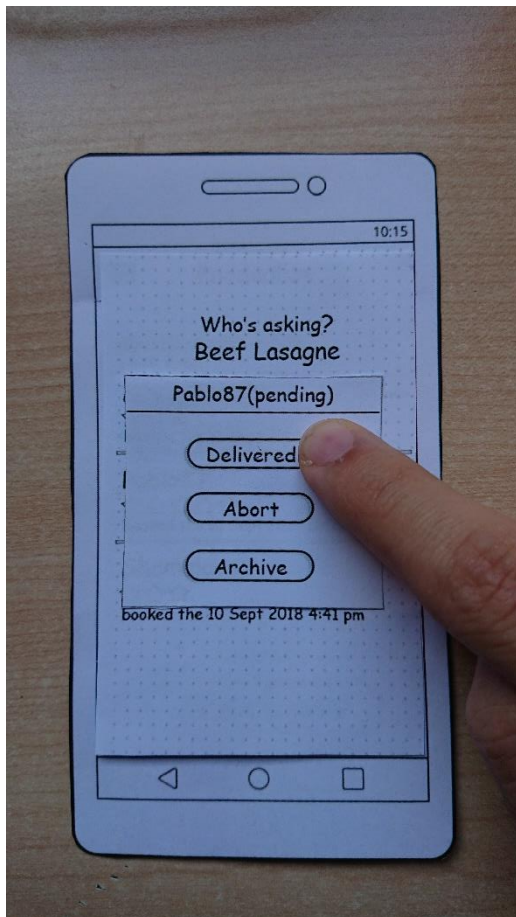 10:15
Who's asking?
Beef Lasagne
Pablo87(pending)
Delivered
Abort
Archive
booked the 10 Sept 2018 4:41 pm